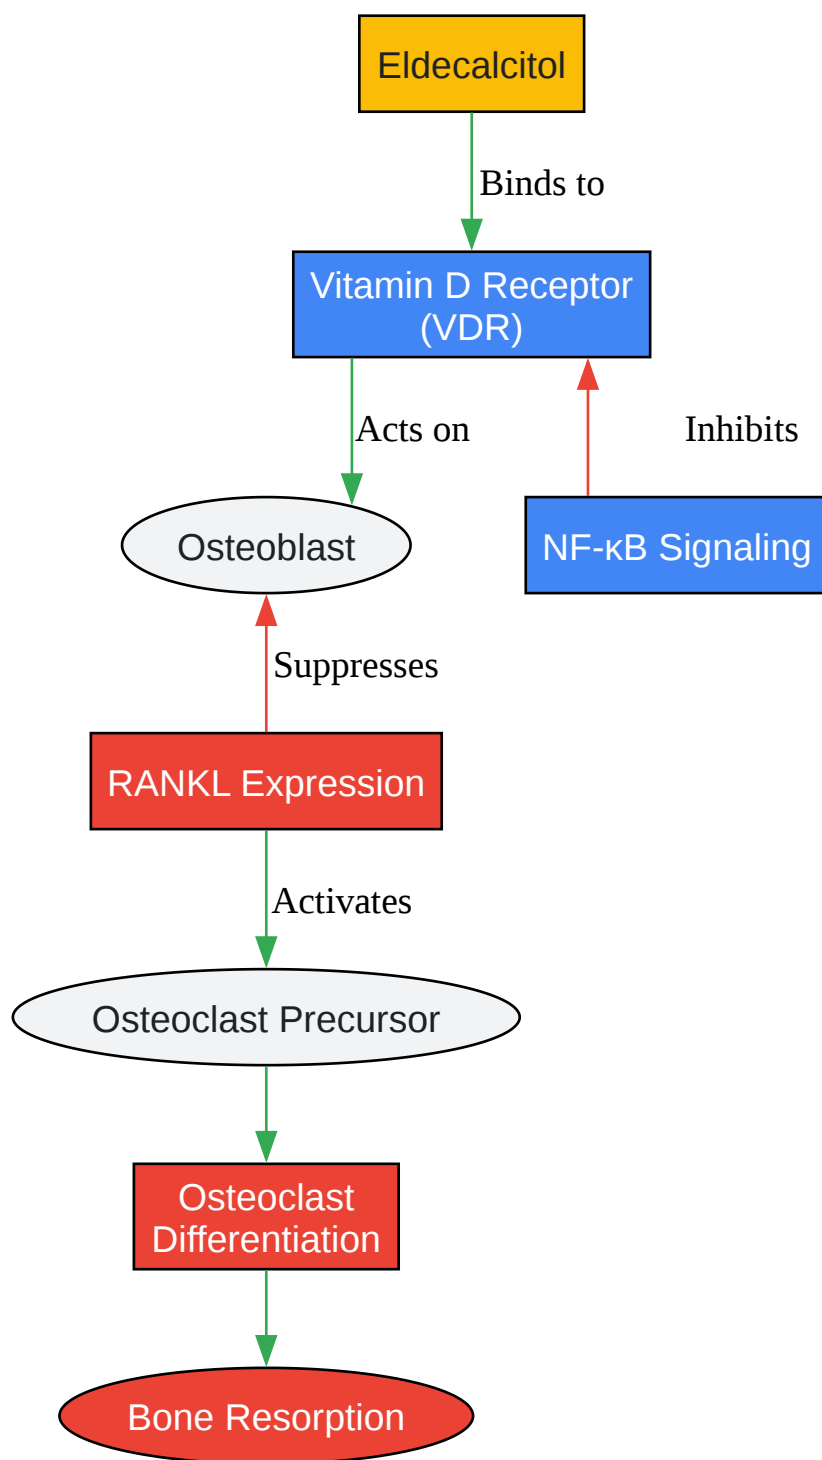 Eldecalcitol
Binds to
Vitamin D Receptor
(VDR)
Acts on
Inhibits
Osteoblast
NF-κB Signaling
Suppresses
RANKL Expression
Activates
Osteoclast Precursor
Osteoclast
Differentiation
Bone Resorption